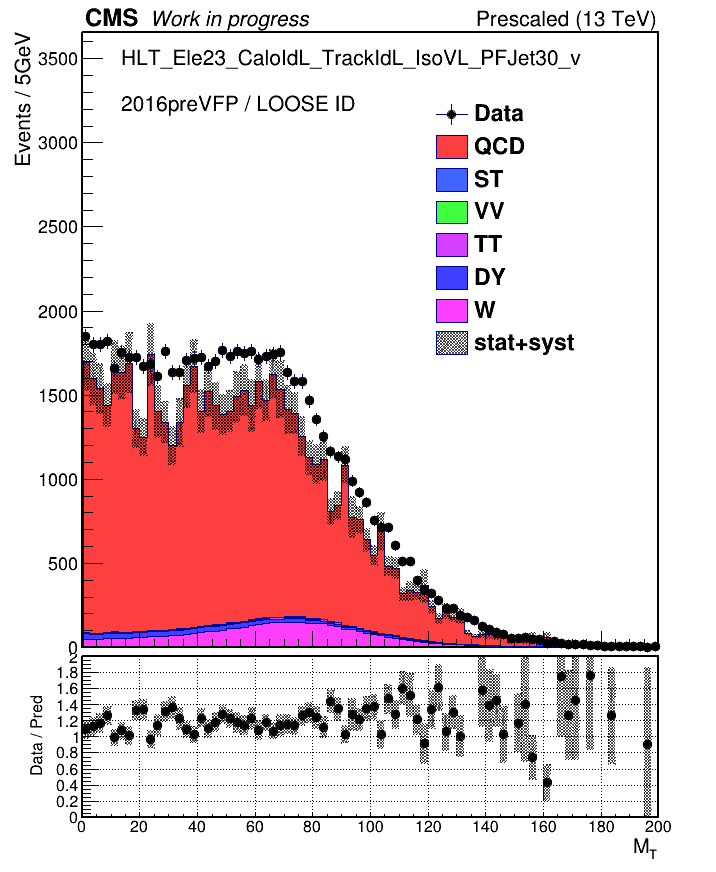 CMS Work in progress Prescaled (13 TeV)
Events / 5GeV
HLT_Ele23_CaloIdL_TrackIdL_IsoVL_PFJet30_v
2016preVFP / LOOSE ID
Data
QCD
ST
VV
TT
DY
W
stat+syst
3500
3000
2500
2000
1500
1000
500
0
Data / Pred
2
1.8
1.6
1.4
1.2
1
0.8
0.6
0.4
0.2
0
0 20 40 60 80 100 120 140 160 180 200
M_T